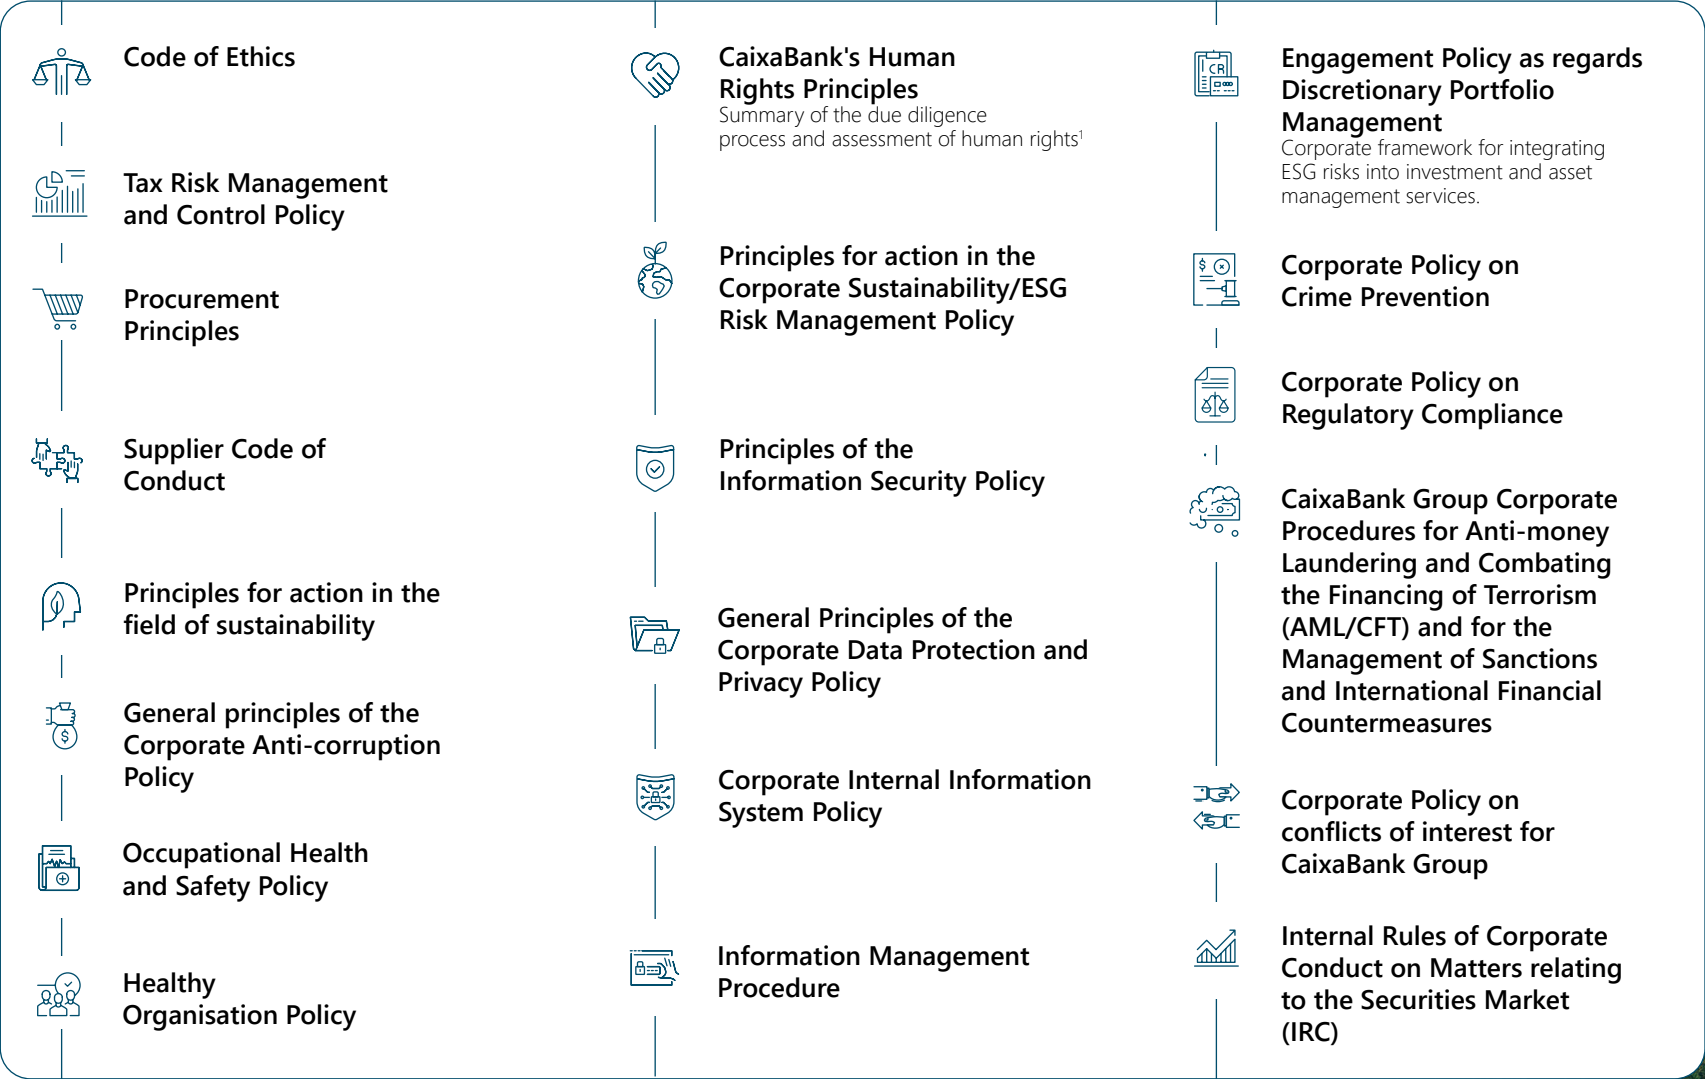 Code of Ethics
Tax Risk Management
and Control Policy
Procurement
Principles
Supplier Code of
Conduct
Principles for action in the
field of sustainability
General principles of the
Corporate Anti-corruption
Policy
Occupational Health
and Safety Policy
Healthy
Organisation Policy
CaixaBank's Human
Rights Principles
Summary of the due diligence
process and assessment of human rights¹
Principles for action in the
Corporate Sustainability/ESG
Risk Management Policy
Principles of the
Information Security Policy
General Principles of the
Corporate Data Protection and
Privacy Policy
Corporate Internal Information
System Policy
Information Management
Procedure
CR
Engagement Policy as regards
Discretionary Portfolio
Management
Corporate framework for integrating
ESG risks into investment and asset
management services.
Corporate Policy on
Crime Prevention
Corporate Policy on
Regulatory Compliance
CaixaBank Group Corporate
Procedures for Anti-money
Laundering and Combating
the Financing of Terrorism
(AML/CFT) and for the
Management of Sanctions
and International Financial
Countermeasures
Corporate Policy on
conflicts of interest for
CaixaBank Group
Internal Rules of Corporate
Conduct on Matters relating
to the Securities Market
(IRC)